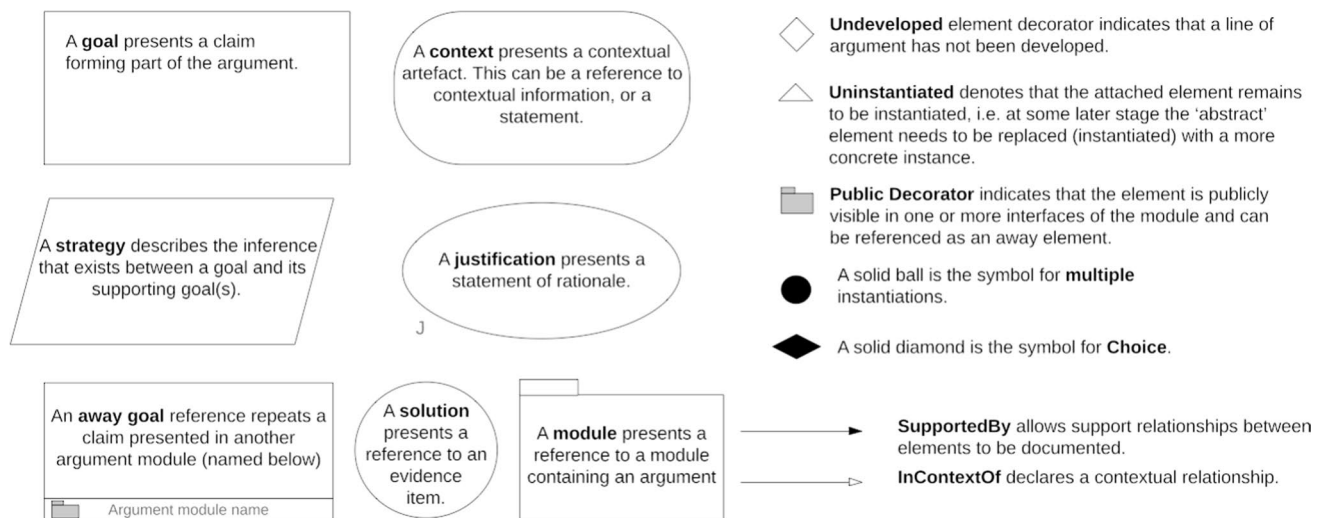 A goal presents a claim
forming part of the argument.
A context presents a contextual
artefact. This can be a reference to
contextual information, or a
statement.
Undeveloped element decorator indicates that a line of
argument has not been developed.
Uninstantiated denotes that the attached element remains
to be instantiated, i.e. at some later stage the ‘abstract’
element needs to be replaced (instantiated) with a more
concrete instance.
Public Decorator indicates that the element is publicly
visible in one or more interfaces of the module and can
be referenced as an away element.
A strategy describes the inference
that exists between a goal and its
supporting goal(s).
A justification presents a
statement of rationale.
J
A solid ball is the symbol for multiple
instantiations.
A solid diamond is the symbol for Choice.
An away goal reference repeats a
claim presented in another
argument module (named below)
Argument module name
A solution
presents a
reference to an
evidence
item.
A module presents a
reference to a module
containing an argument
SupportedBy allows support relationships between
elements to be documented.
InContextOf declares a contextual relationship.